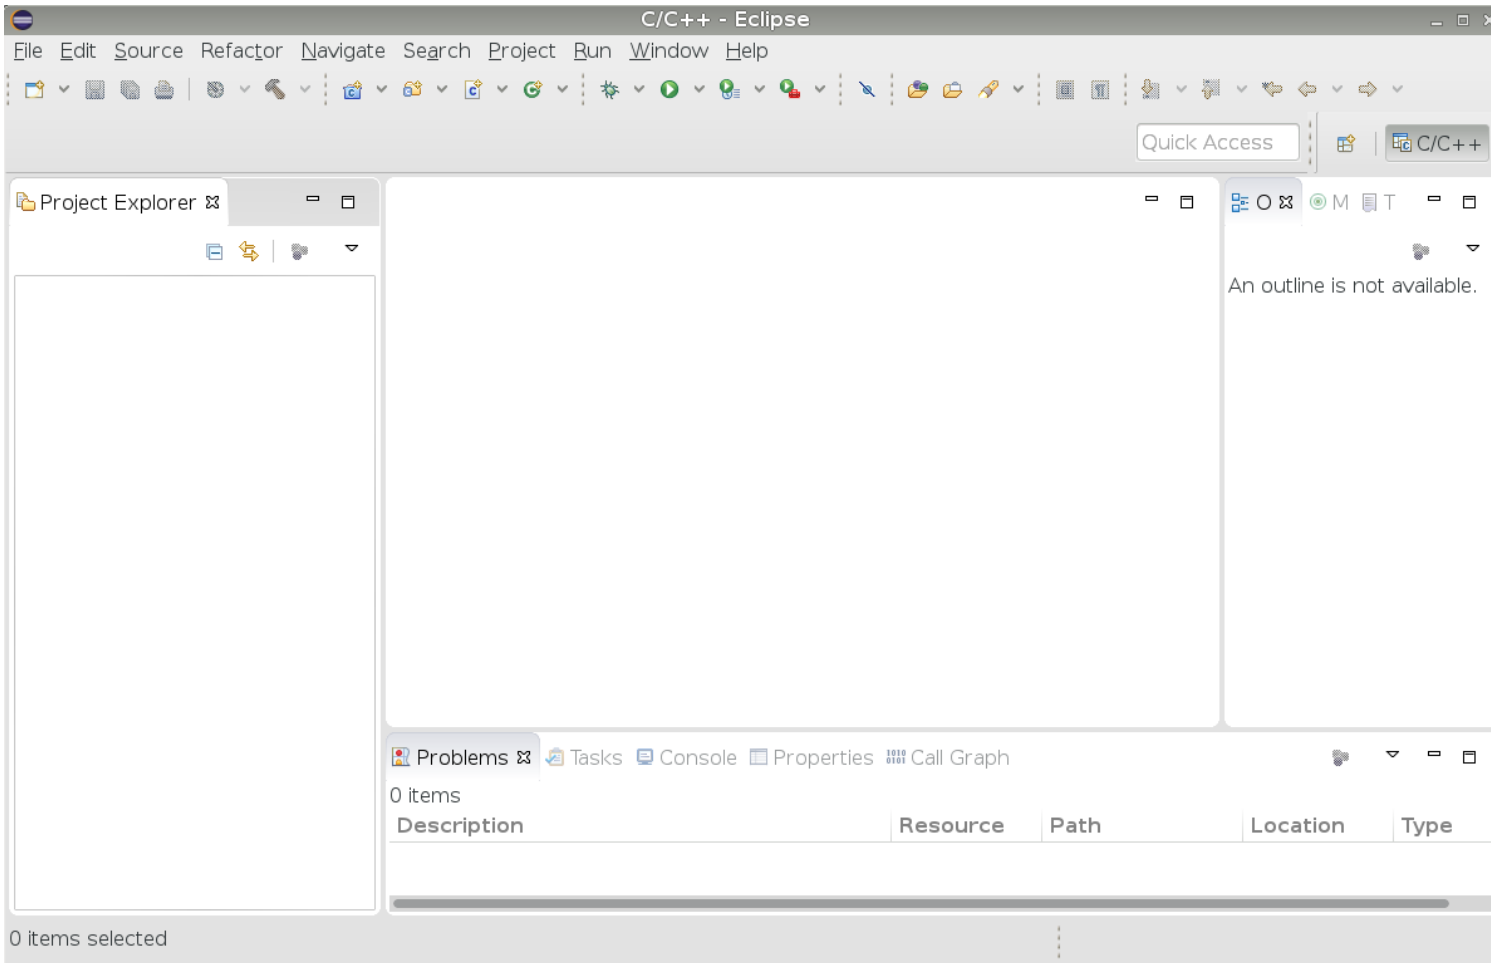 C/C++ - Eclipse
File Edit Source Refactor Navigate Search Project Run Window Help
Quick Access
C/C++
Project Explorer
O M T
An outline is not available.
Problems Tasks Console Properties Call Graph
0 items
Description Resource Path Location Type
0 items selected